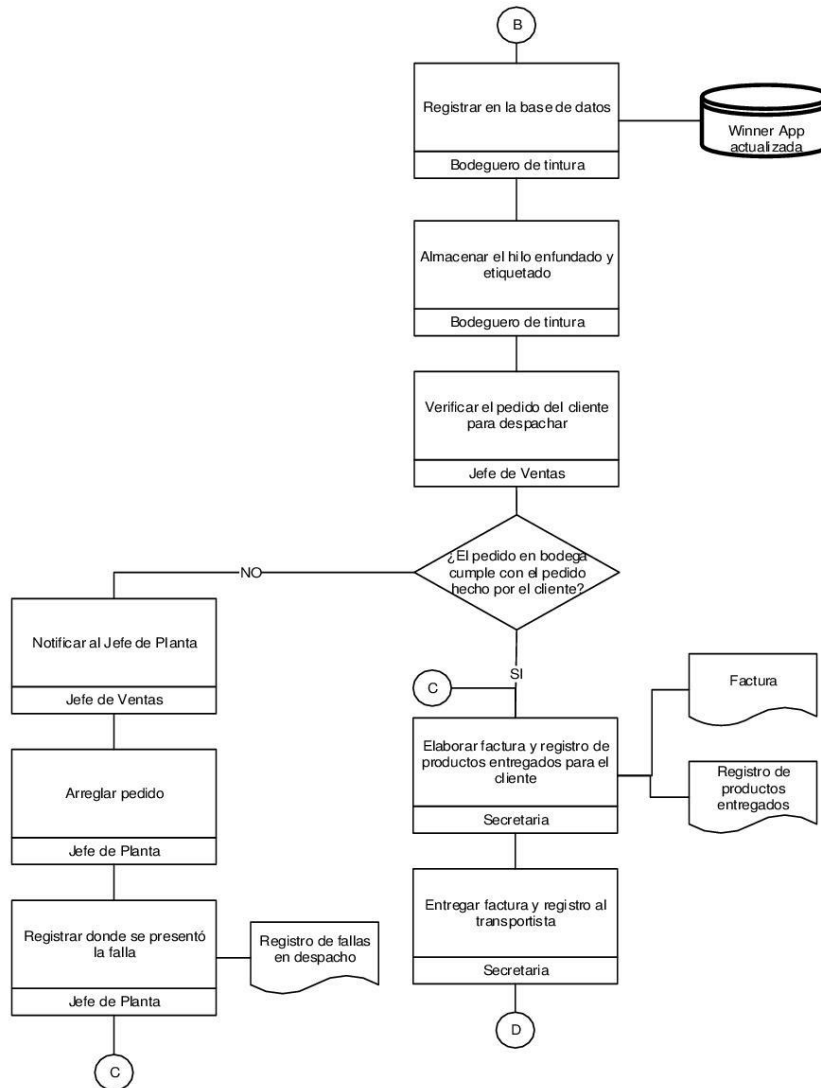 B
Registrar en la base de datos
Bodeguero de tintura
Winner App
actualizada
Almacenar el hilo enfundado y
etiquetado
Bodeguero de tintura
Verificar el pedido del cliente
para despachar
Jefe de Ventas
¿El pedido en bodega
cumple con el pedido
hecho por el cliente?
NO
Notificar al Jefe de Planta
Jefe de Ventas
Arreglar pedido
Jefe de Planta
Registrar donde se presentó
la falla
Jefe de Planta
Registro de fallas
en despacho
C
SI
C
Elaborar factura y registro de
productos entregados para el
cliente
Secretaria
Factura
Registro de
productos
entregados
Entregar factura y registro al
transportista
Secretaria
D